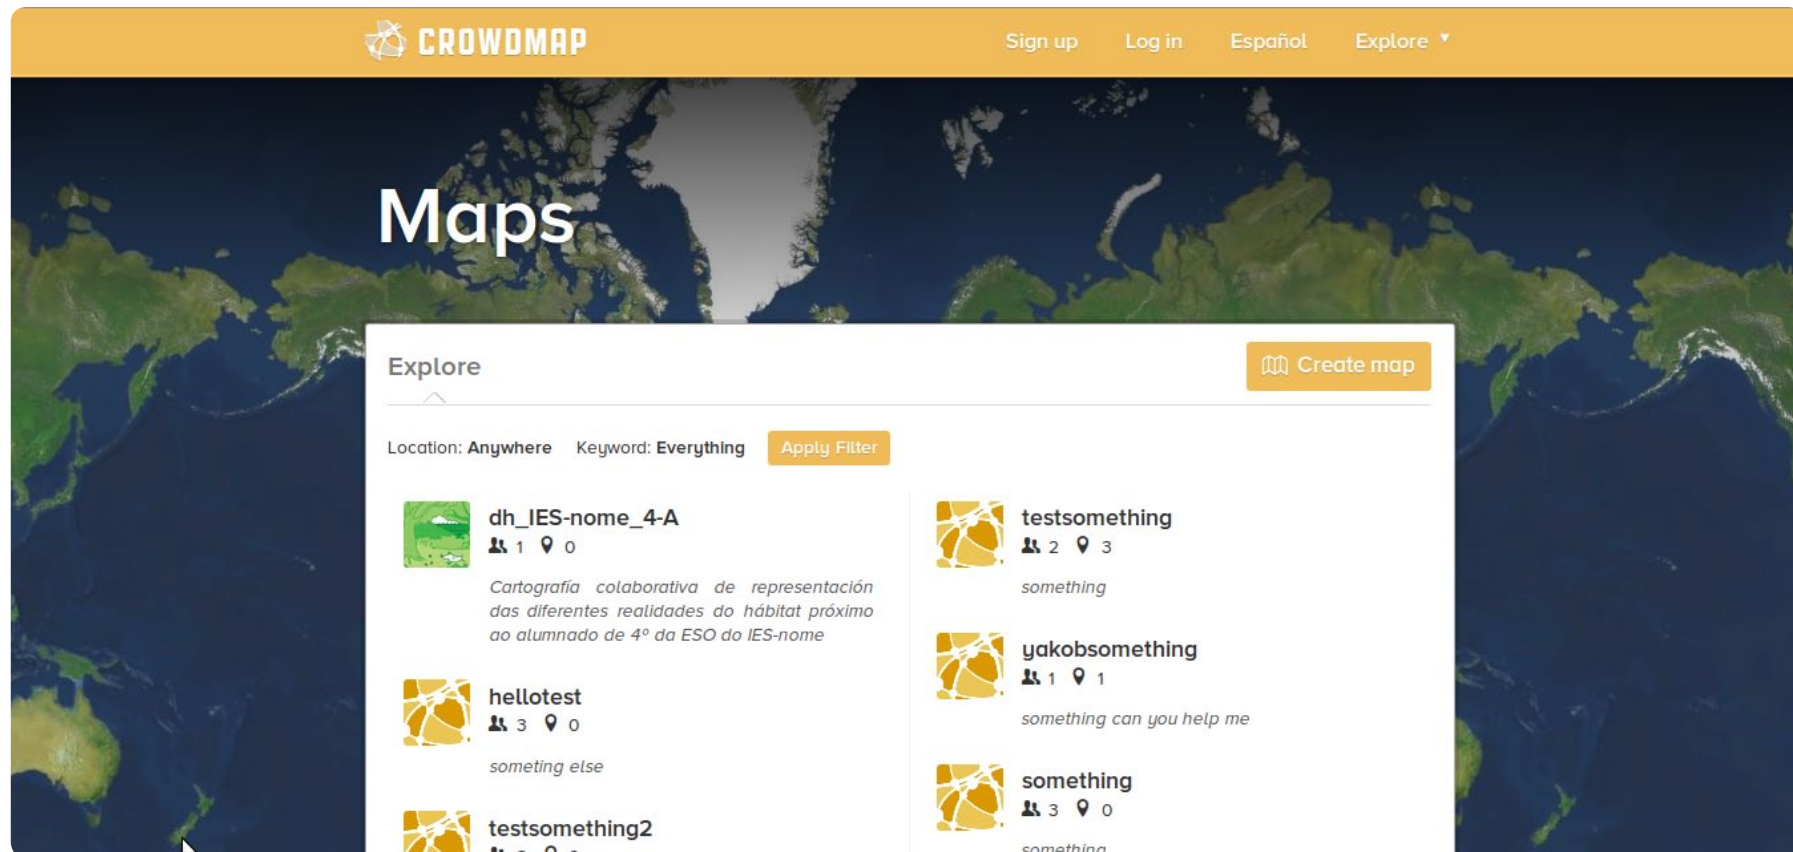 CROWDMAP
Sign up
Log in
Español
Explore
Maps
Explore
Create map
Location: Anywhere Keyword: Everything
Apply Filter
dh_IES-nome_4-A
1 0
Cartografía colaborativa de representación
das diferentes realidades do hábitat próximo
ao alumnado de 4º da ESO do IES-nome
hellotest
3 0
someting else
testsomething2
testsomething
2 3
something
yakobsomething
1 1
something can you help me
something
3 0
something